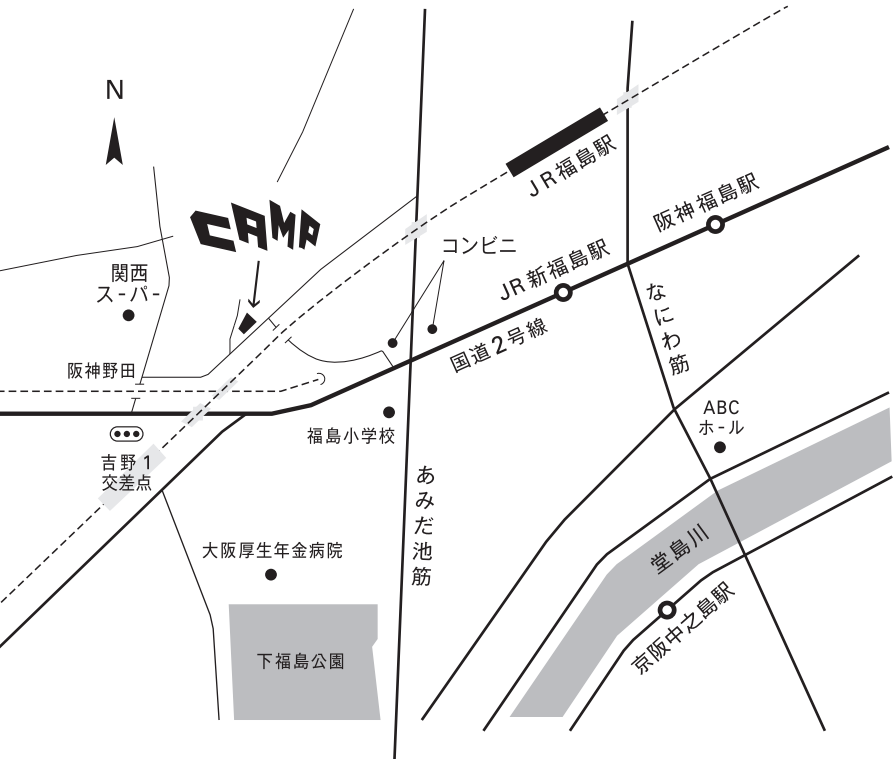 N
CAMP
JR福島駅
阪神福島駅
コンビニ
JR新福島駅
関西
スーパー
なにわ筋
国道2号線
阪神野田
ABC
ホール
福島小学校
吉野1
交差点
あみだ池筋
大阪厚生年金病院
堂島川
京阪中之島駅
下福島公園